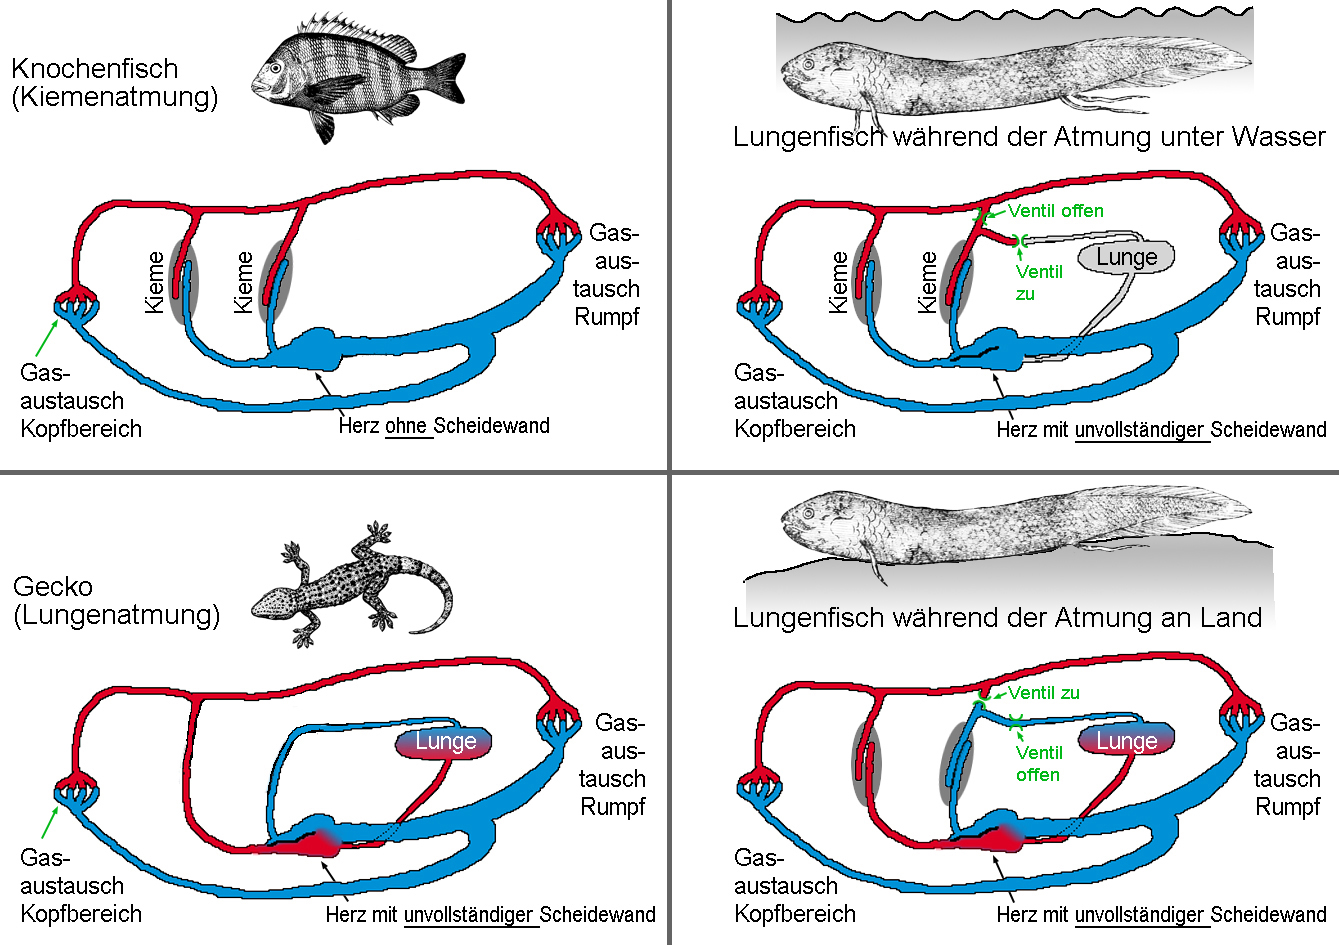 Knochenfisch
(Kiemenatmung)
Kieme
Kieme
Gas-
aus-
tausch
Rumpf
Gas-
austausch
Kopfbereich
Herz ohne Scheidewand
Lungenfisch während der Atmung unter Wasser
Ventil offen
Ventil
zu
Lunge
Kieme
Kieme
Gas-
aus-
tausch
Rumpf
Gas-
austausch
Kopfbereich
Herz mit unvollständiger Scheidewand
Gecko
(Lungenatmung)
Lunge
Gas-
aus-
tausch
Rumpf
Gas-
austausch
Kopfbereich
Herz mit unvollständiger Scheidewand
Lungenfisch während der Atmung an Land
Ventil zu
Ventil
offen
Lunge
Gas-
aus-
tausch
Rumpf
Gas-
austausch
Kopfbereich
Herz mit unvollständiger Scheidewand